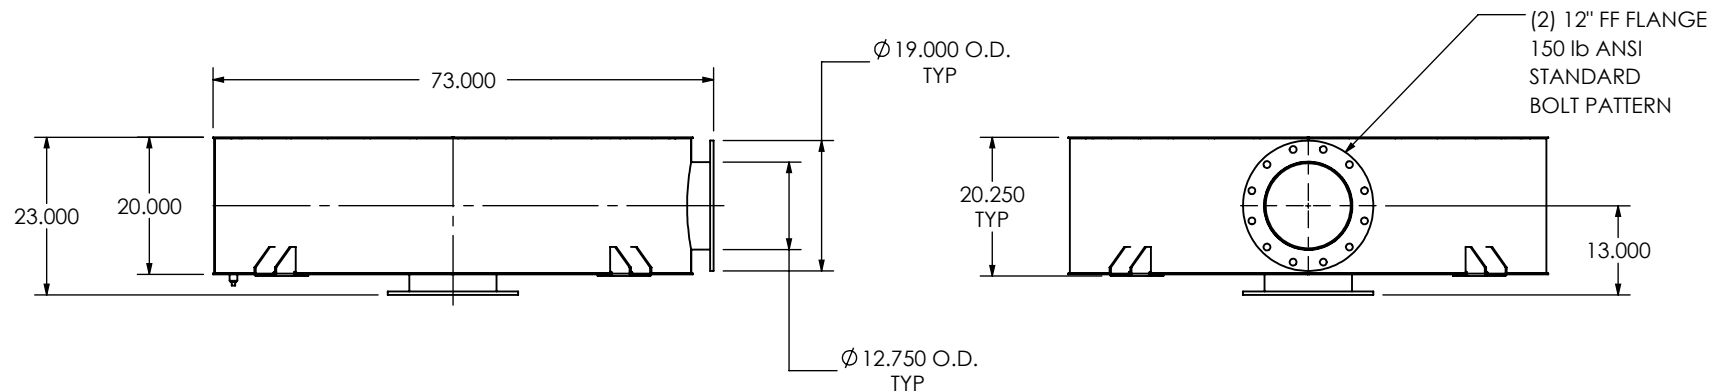 (2) 12" FF FLANGE
150 lb ANSI
STANDARD
BOLT PATTERN
Ø 19.000 O.D.
TYP
73.000
23.000
20.000
20.250
TYP
13.000
Ø 12.750 O.D.
TYP